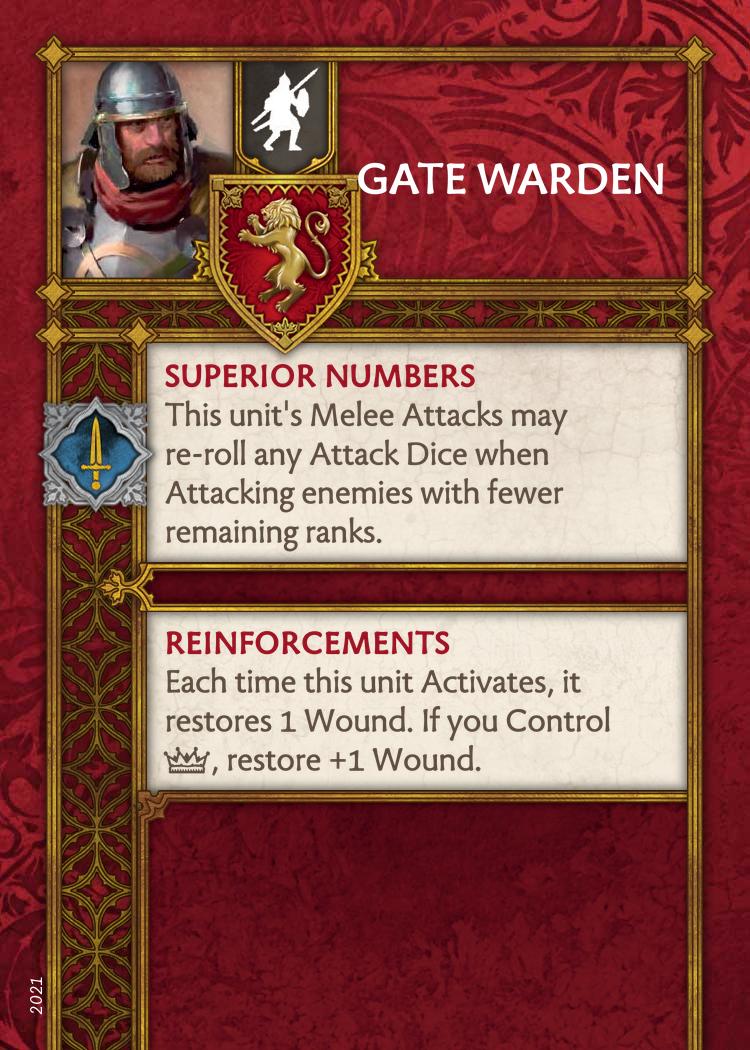 GATE WARDEN
SUPERIOR NUMBERS
This unit's Melee Attacks may
re-roll any Attack Dice when
Attacking enemies with fewer
remaining ranks.
REINFORCEMENTS
Each time this unit Activates, it
restores 1 Wound. If you Control
, restore +1 Wound.
2021